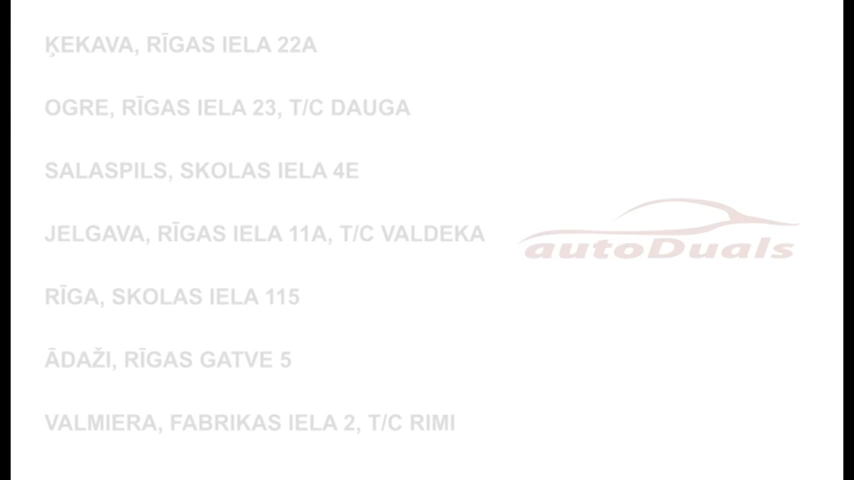 ĶEKAVA, RĪGAS IELA 22A
OGRE, RĪGAS IELA 23, T/C DAUGA
SALASPILS, SKOLAS IELA 4E
JELGAVA, RĪGAS IELA 11A, T/C VALDEKA
autoDuals
RĪGA, SKOLAS IELA 115
ĀDAŽI, RĪGAS GATVE 5
VALMIERA, FABRIKAS IELA 2, T/C RIMI